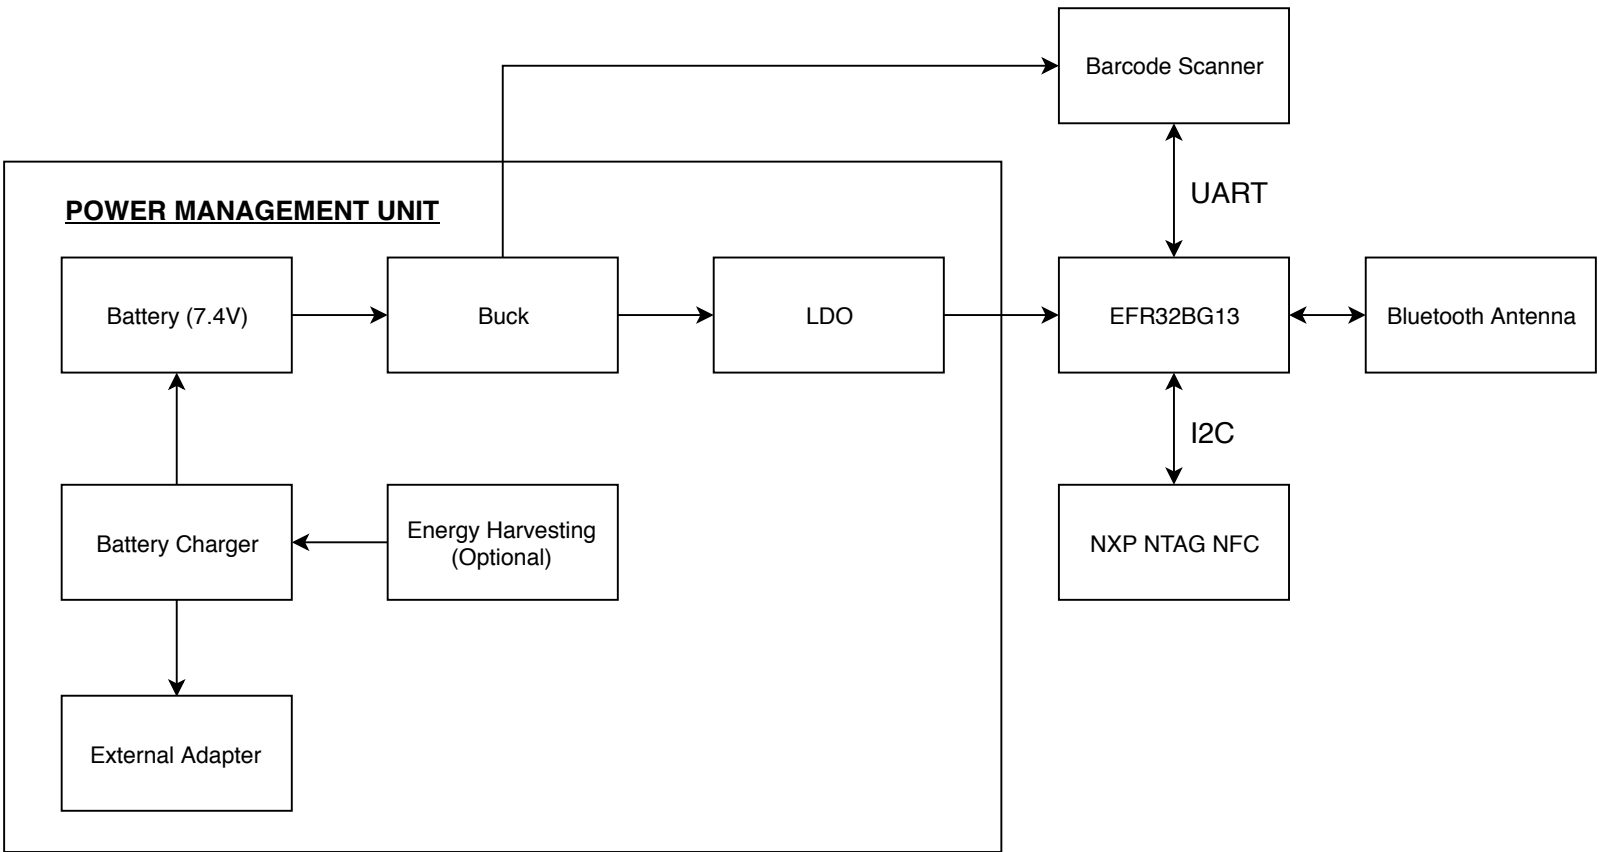 Barcode Scanner
UART
POWER MANAGEMENT UNIT
Battery (7.4V)
Buck
LDO
EFR32BG13
Bluetooth Antenna
I2C
Battery Charger
Energy Harvesting
(Optional)
NXP NTAG NFC
External Adapter